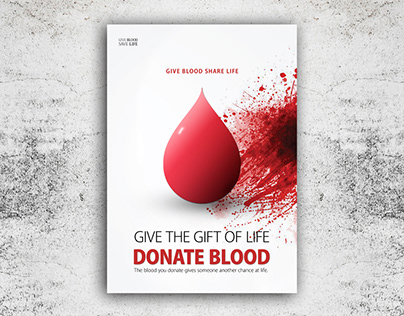 GIVE BLOOD
SAVE LIFE
GIVE BLOOD SHARE LIFE
GIVE THE GIFT OF LIFE
DONATE BLOOD
The blood you donate gives someone another chance at life.